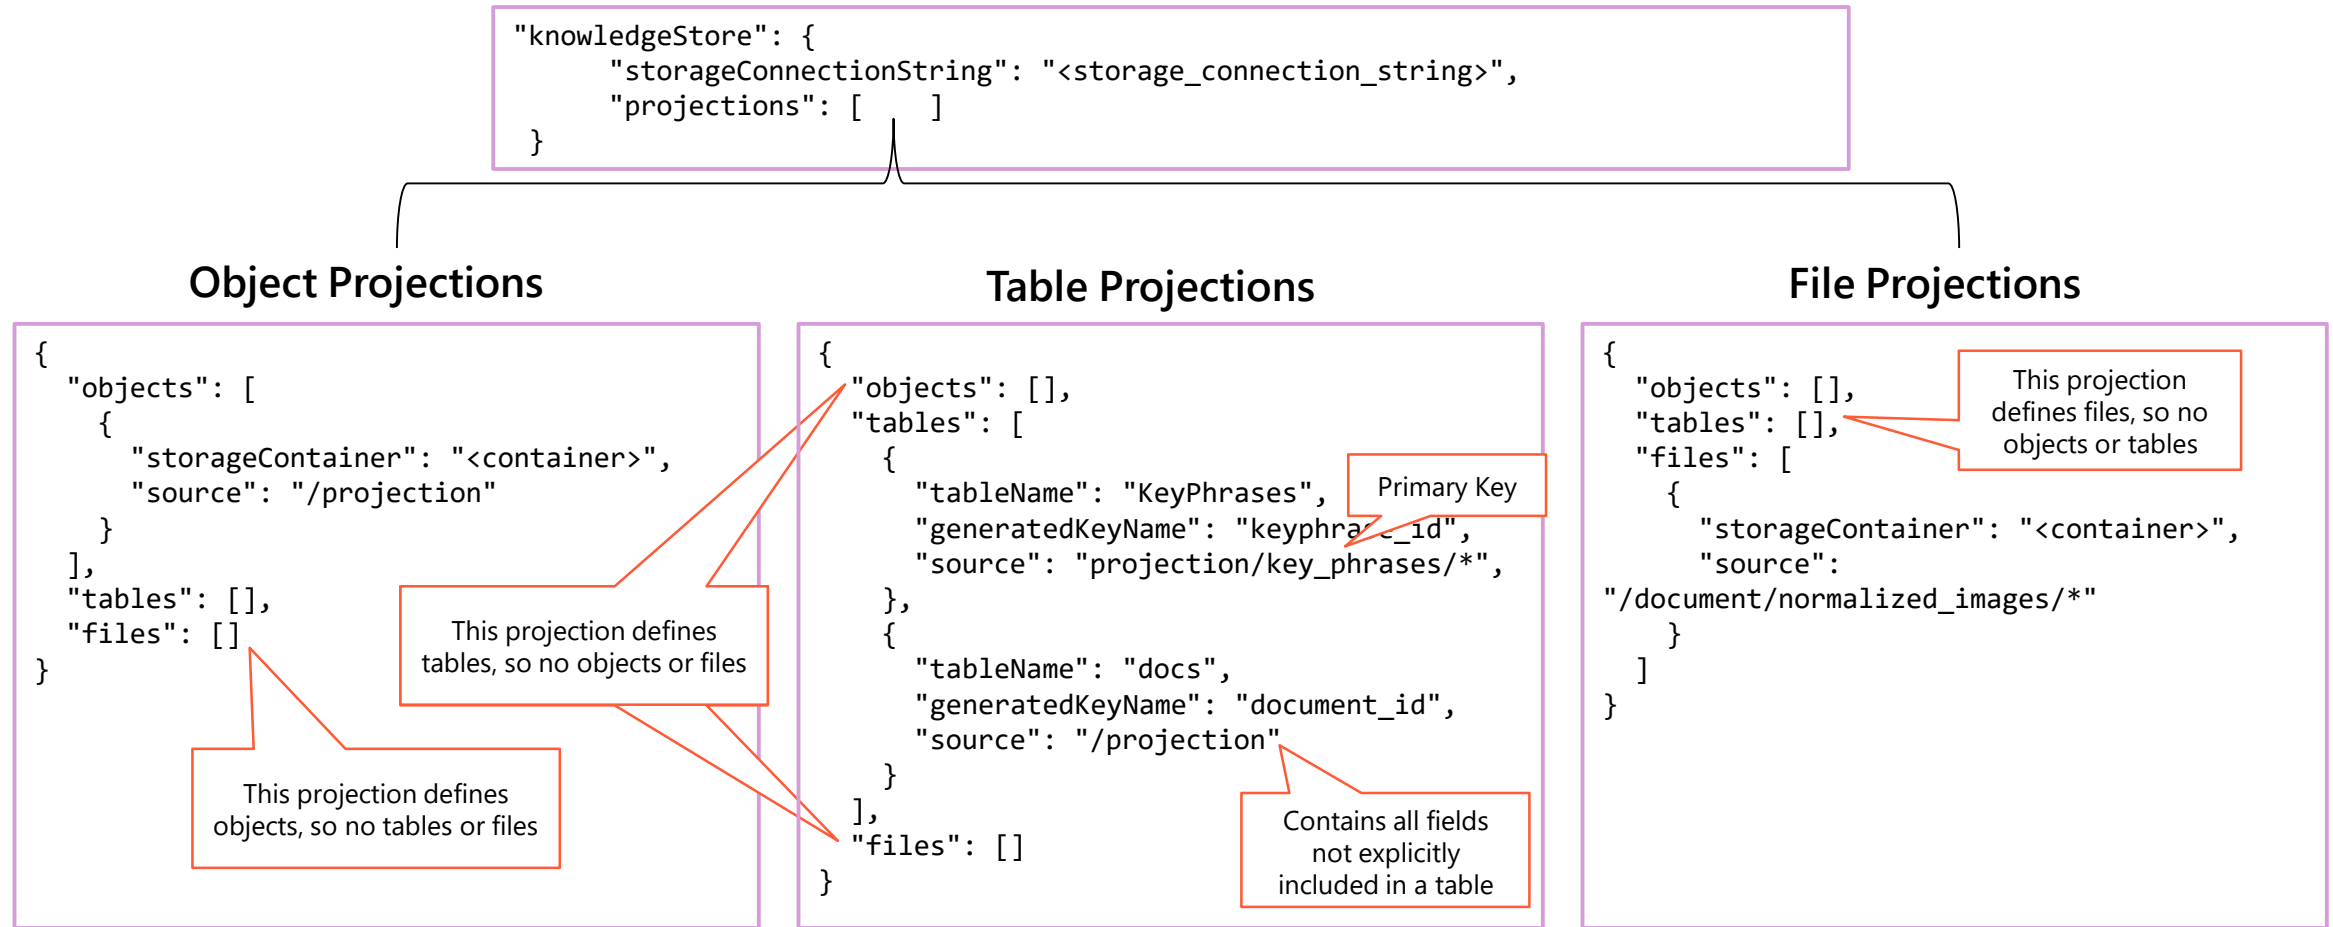 "knowledgeStore": {
"storageConnectionString": "<storage_connection_string>",
"projections": [    ]
}
Object Projections
{
"objects": [
{
"storageContainer": "<container>",
"source": "/projection"
}
],
"tables": [],
"files": []
}
This projection defines
objects, so no tables or files
This projection defines
tables, so no objects or files
Table Projections
{
"objects": [],
"tables": [
{
"tableName": "KeyPhrases",
"generatedKeyName": "keyphrase_id",
"source": "projection/key_phrases/*",
},
{
"tableName": "docs",
"generatedKeyName": "document_id",
"source": "/projection"
}
],
"files": []
}
Primary Key
Contains all fields
not explicitly
included in a table
File Projections
{
"objects": [],
"tables": [],
"files": [
{
"storageContainer": "<container>",
"source":
"/document/normalized_images/*"
}
]
}
This projection
defines files, so no
objects or tables